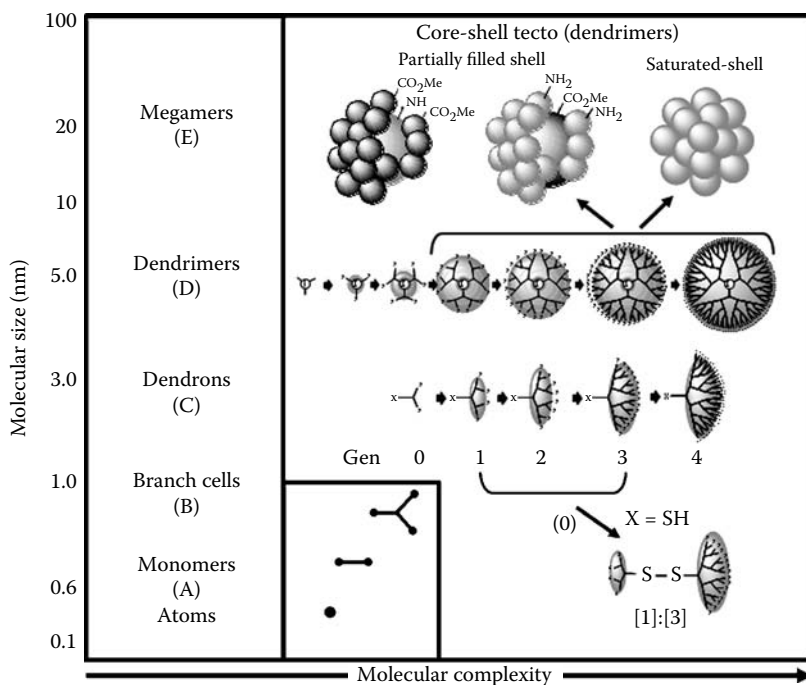 100
20
10
5.0
3.0
1.0
0.6
0.1
Molecular size (nm)
Megamers
(E)
Dendrimers
(D)
Dendrons
(C)
Branch cells
(B)
Monomers
(A)
Atoms
Core-shell tecto (dendrimers)
Partially filled shell
Saturated-shell
CO2Me
NH
CO2Me
NH2
CO2Me
NH2
x
x
x
x
Gen 0 1 2 3 4
(0)
X = SH
S – S
[1]:[3]
Molecular complexity